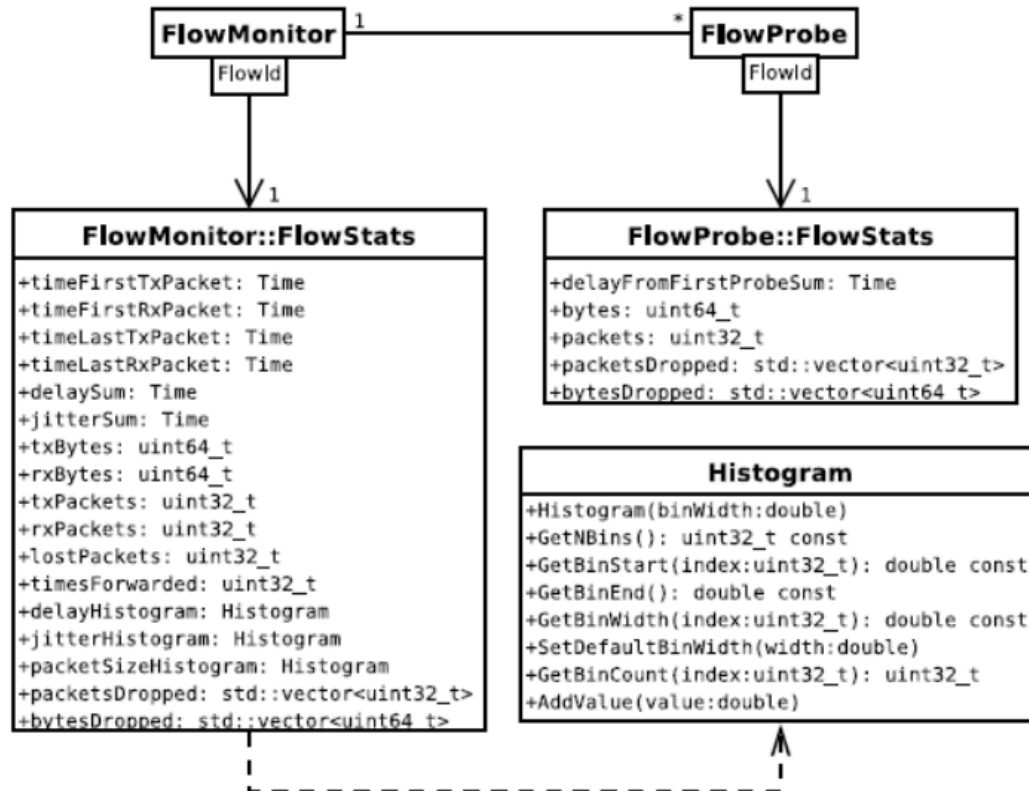 FlowMonitor
1
*
FlowProbe
FlowId
FlowId
1
1
FlowMonitor::FlowStats
+timeFirstTxPacket: Time
+timeFirstRxPacket: Time
+timeLastTxPacket: Time
+timeLastRxPacket: Time
+delaySum: Time
+jitterSum: Time
+txBytes: uint64_t
+rxBytes: uint64_t
+txPackets: uint32_t
+rxPackets: uint32_t
+lostPackets: uint32_t
+timesForwarded: uint32_t
+delayHistogram: Histogram
+jitterHistogram: Histogram
+packetSizeHistogram: Histogram
+packetsDropped: std::vector<uint32_t>
+bytesDropped: std::vector<uint64_t>
FlowProbe::FlowStats
+delayFromFirstProbeSum: Time
+bytes: uint64_t
+packets: uint32_t
+packetsDropped: std::vector<uint32_t>
+bytesDropped: std::vector<uint64_t>
Histogram
+Histogram(binWidth:double)
+GetNBins(): uint32_t const
+GetBinStart(index:uint32_t): double const
+GetBinEnd(): double const
+GetBinWidth(index:uint32_t): double const
+SetDefaultBinWidth(width:double)
+GetBinCount(index:uint32_t): uint32_t
+AddValue(value:double)